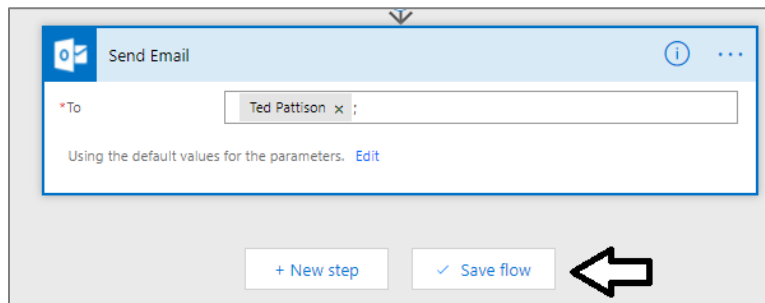 Send Email
*To Ted Pattison × ;
Using the default values for the parameters. Edit
+ New step ✓ Save flow